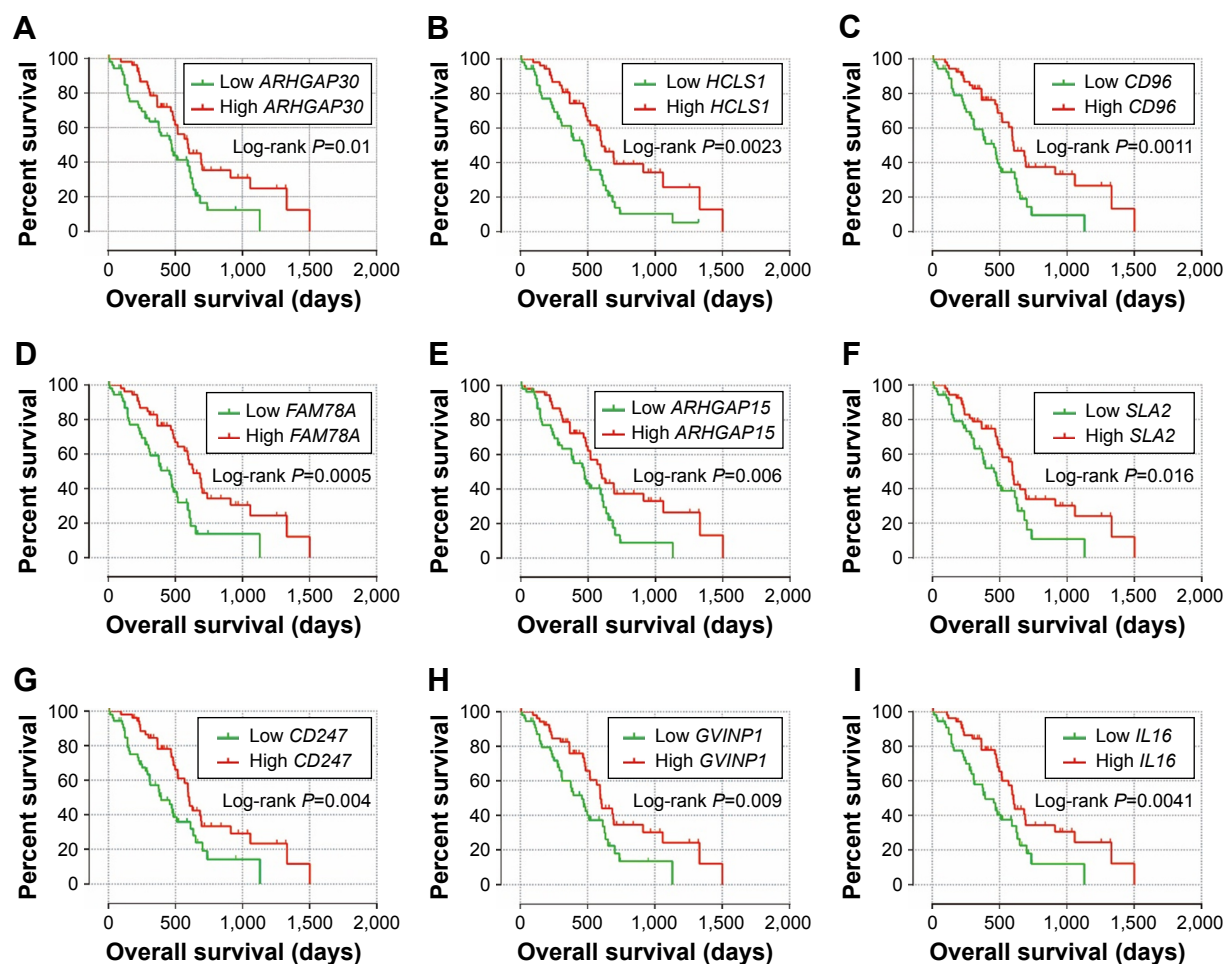 A
Percent survival
100
80
60
40
20
0
Low ARHGAP30
High ARHGAP30
Log-rank P=0.01
0 500 1,000 1,500 2,000
Overall survival (days)
B
Percent survival
100
80
60
40
20
0
Low HCLS1
High HCLS1
Log-rank P=0.0023
0 500 1,000 1,500 2,000
Overall survival (days)
C
Percent survival
100
80
60
40
20
0
Low CD96
High CD96
Log-rank P=0.0011
0 500 1,000 1,500 2,000
Overall survival (days)
D
Percent survival
100
80
60
40
20
0
Low FAM78A
High FAM78A
Log-rank P=0.0005
0 500 1,000 1,500 2,000
Overall survival (days)
E
Percent survival
100
80
60
40
20
0
Low ARHGAP15
High ARHGAP15
Log-rank P=0.006
0 500 1,000 1,500 2,000
Overall survival (days)
F
Percent survival
100
80
60
40
20
0
Low SLA2
High SLA2
Log-rank P=0.016
0 500 1,000 1,500 2,000
Overall survival (days)
G
Percent survival
100
80
60
40
20
0
Low CD247
High CD247
Log-rank P=0.004
0 500 1,000 1,500 2,000
Overall survival (days)
H
Percent survival
100
80
60
40
20
0
Low GVINP1
High GVINP1
Log-rank P=0.009
0 500 1,000 1,500 2,000
Overall survival (days)
I
Percent survival
100
80
60
40
20
0
Low IL16
High IL16
Log-rank P=0.0041
0 500 1,000 1,500 2,000
Overall survival (days)